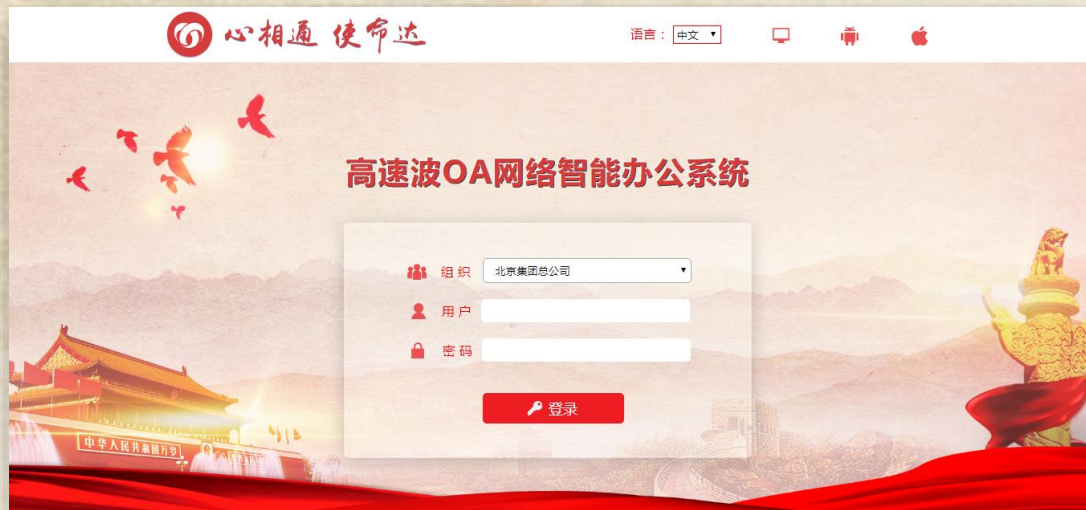 心相通 使命达
语言： 中文
高速波OA网络智能办公系统
组织 北京集团总公司
用户
密码
登录
中华人民共和国万岁